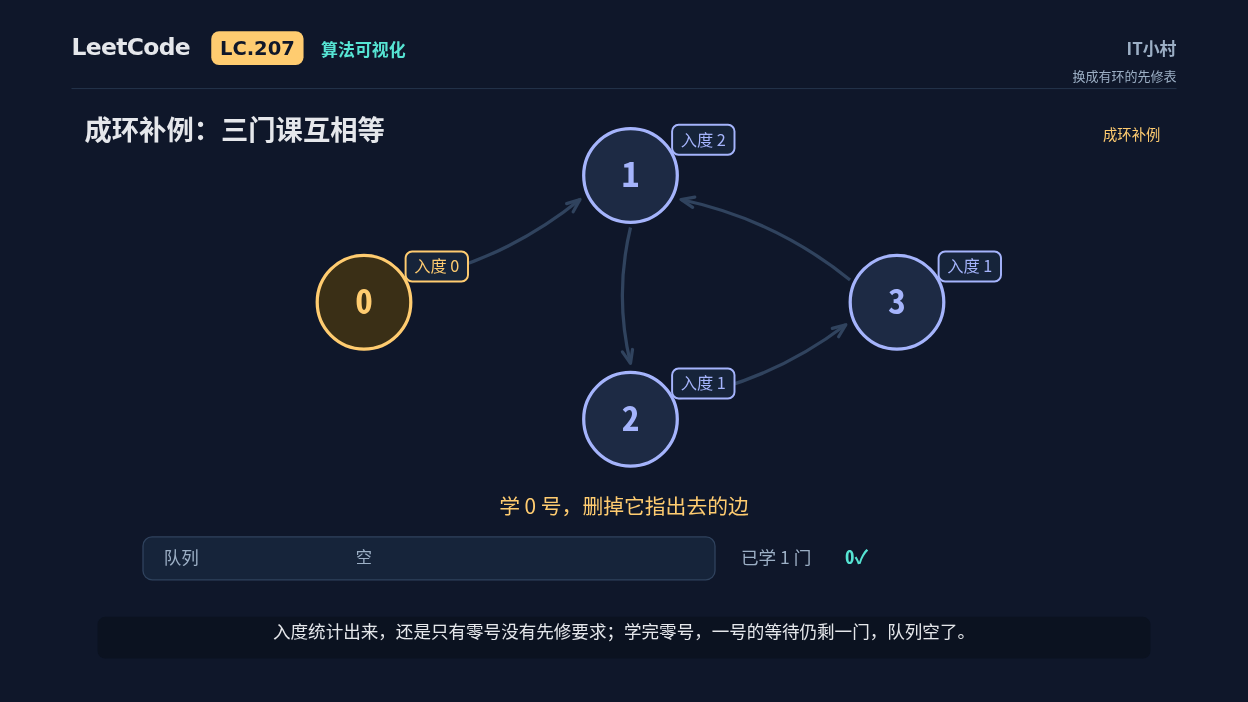 LeetCode LC.207 算法可视化
IT小村
换成有环的先修表
成环补例：三门课互相等
成环补例
1 入度 2
0 入度 0
3 入度 1
2 入度 1
学 0 号，删掉它指出去的边
队列 空 已学 1 门 0✓
入度统计出来，还是只有零号没有先修要求；学完零号，一号的等待仍剩一门，队列空了。